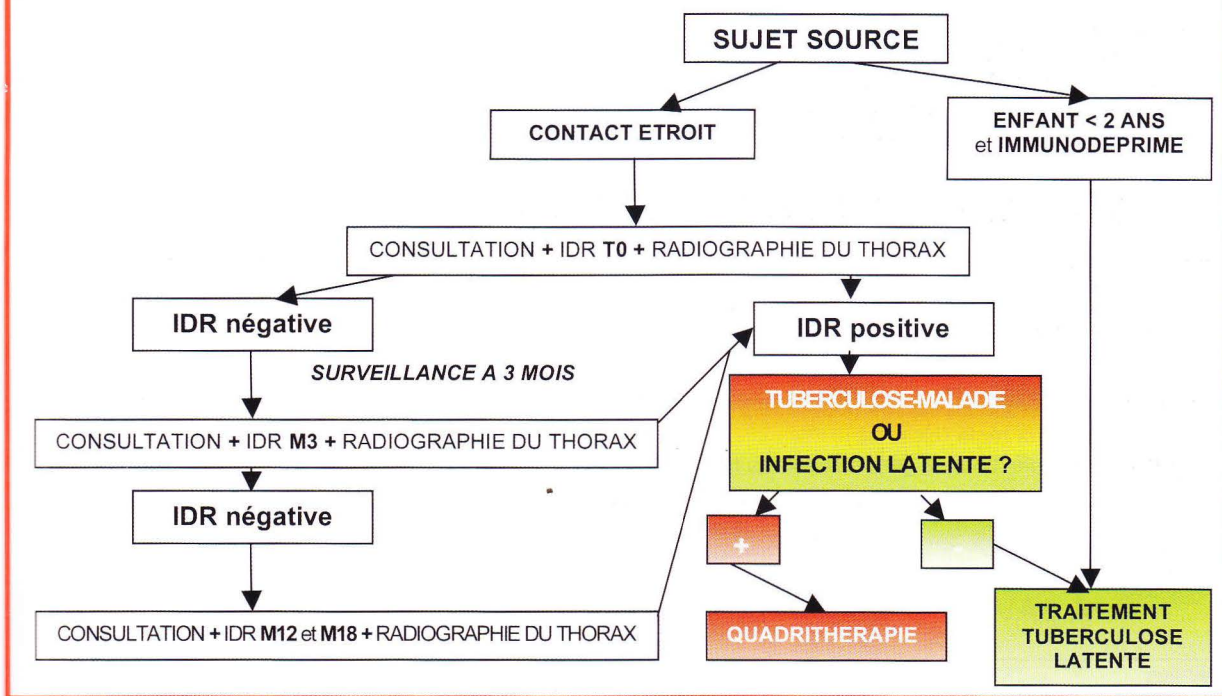 SUJET SOURCE
CONTACT ETROIT
ENFANT < 2 ANS
et IMMUNODEPRIME
CONSULTATION + IDR T0 + RADIOGRAPHIE DU THORAX
IDR négative
IDR positive
SURVEILLANCE A 3 MOIS
TUBERCULOSE-MALADIE
OU
INFECTION LATENTE ?
CONSULTATION + IDR M3 + RADIOGRAPHIE DU THORAX
IDR négative
+
-
CONSULTATION + IDR M12 et M18 + RADIOGRAPHIE DU THORAX
QUADRITHERAPIE
TRAITEMENT
TUBERCULOSE
LATENTE